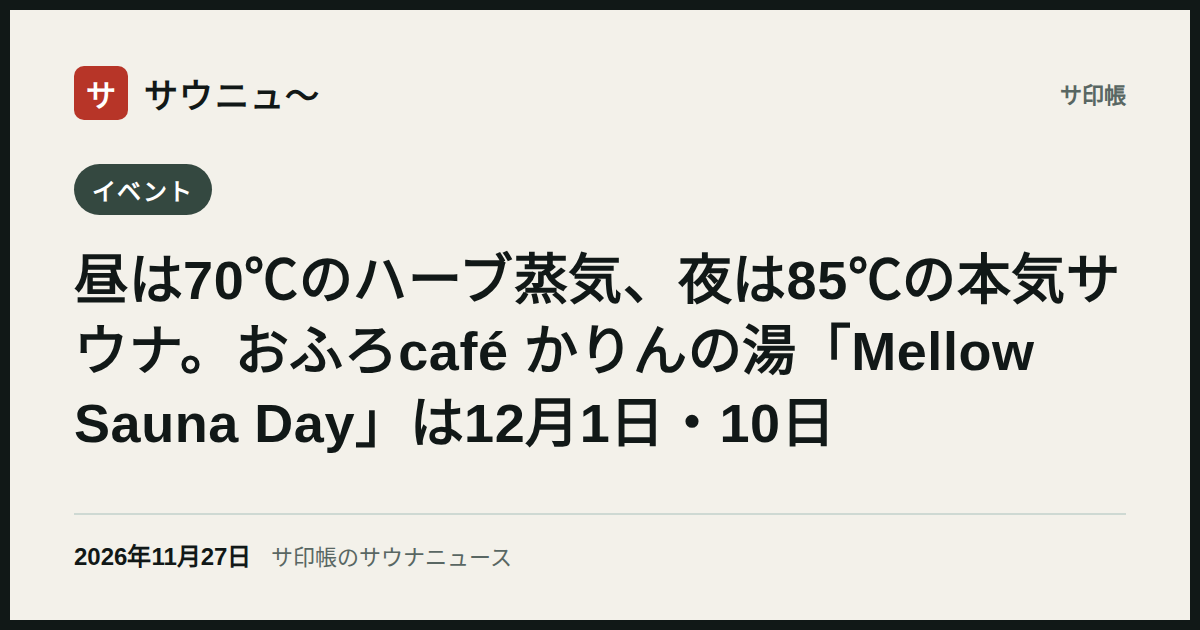 サ サウニュ〜 サ印帳
イベント
昼は70℃のハーブ蒸気、夜は85℃の本気サ
ウナ。おふろcafé かりんの湯「Mellow
Sauna Day」は12月1日・10日
2026年11月27日 サ印帳のサウナニュース